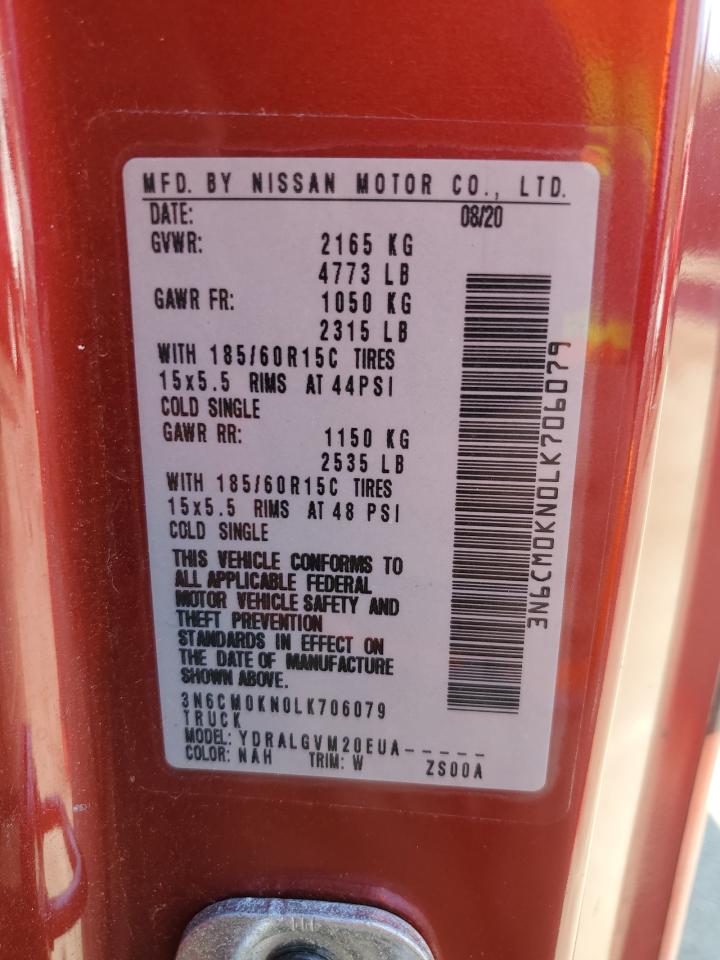 MFD. BY NISSAN MOTOR CO., LTD.
DATE: 08/20
GVWR: 2165 KG
4773 LB
GAWR FR: 1050 KG
2315 LB
WITH 185/60R15C TIRES
15x5.5 RIMS AT 44PSI
COLD SINGLE
GAWR RR: 1150 KG
2535 LB
WITH 185/60R15C TIRES
15x5.5 RIMS AT 48 PSI
COLD SINGLE
THIS VEHICLE CONFORMS TO
ALL APPLICABLE FEDERAL
MOTOR VEHICLE SAFETY AND
THEFT PREVENTION
STANDARDS IN EFFECT ON
THE DATE OF MANUFACTURE
SHOWN ABOVE.
3N6CM0KN0LK706079
TRUCK
MODEL: YDRALGVM20EUA-----
COLOR: NAH TRIM: W ZS00A
3N6CM0KN0LK706079